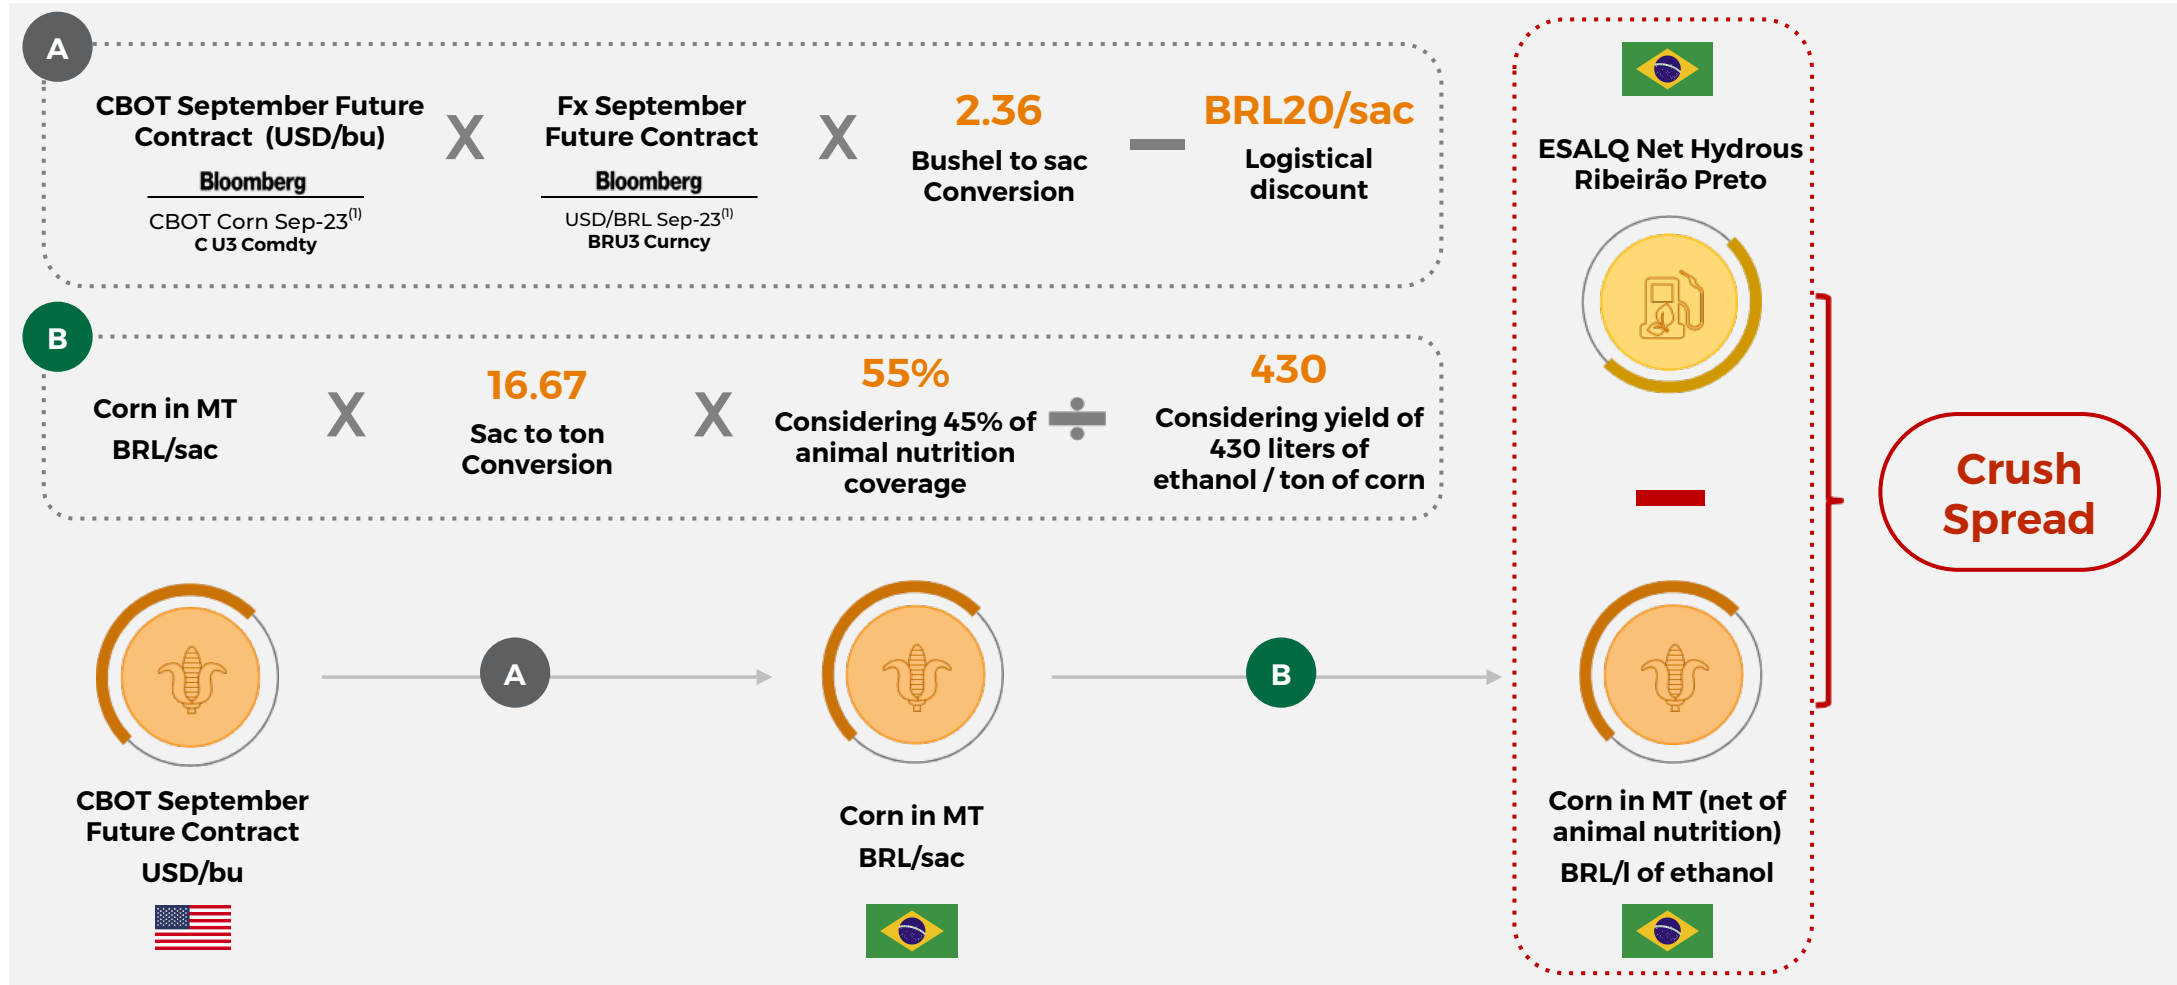 A
CBOT September Future
Contract (USD/bu)
Bloomberg
CBOT Corn Sep-23(1)
C U3 Comdty
X
Fx September
Future Contract
Bloomberg
USD/BRL Sep-23(1)
BRU3 Curncy
X
2.36
Bushel to sac
Conversion
BRL20/sac
Logistical
discount
B
Corn in MT
BRL/sac
X
16.67
Sac to ton
Conversion
X
55%
Considering 45% of
animal nutrition
coverage
÷
430
Considering yield of
430 liters of
ethanol / ton of corn
ESALQ Net Hydrous
Ribeirão Preto
Crush
Spread
A
B
CBOT September
Future Contract
USD/bu
Corn in MT
BRL/sac
Corn in MT (net of
animal nutrition)
BRL/l of ethanol